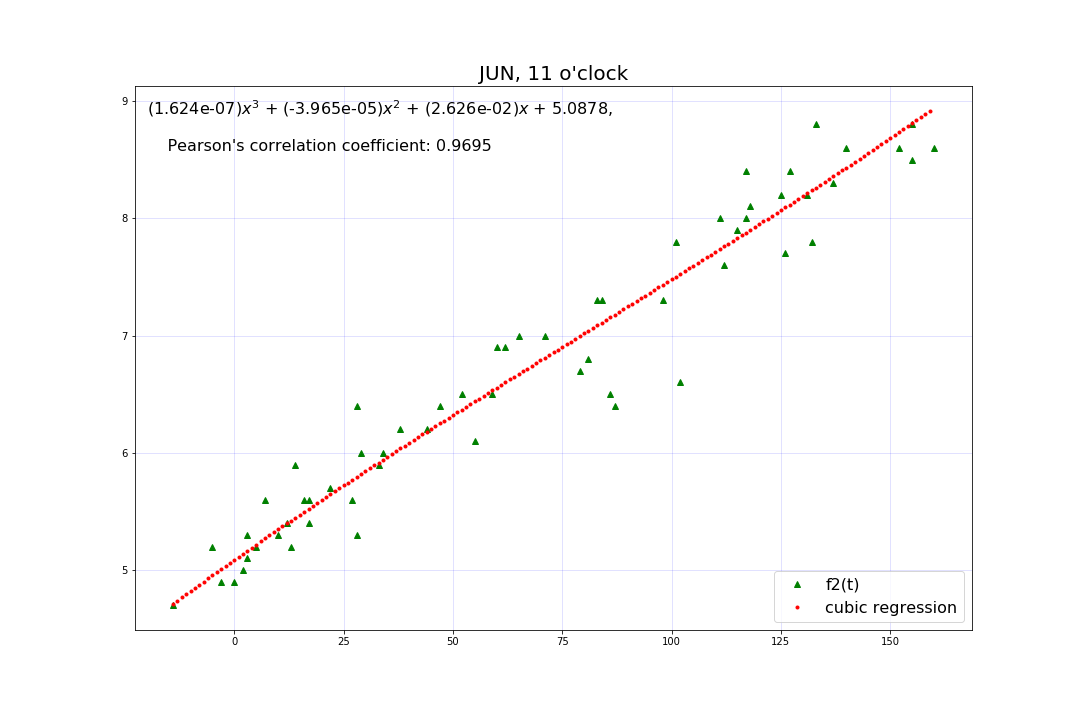 JUN, 11 o'clock
(1.624e-07)x³ + (-3.965e-05)x² + (2.626e-02)x + 5.0878,
Pearson's correlation coefficient: 0.9695
9
8
7
6
5
f2(t)
cubic regression
0 25 50 75 100 125 150